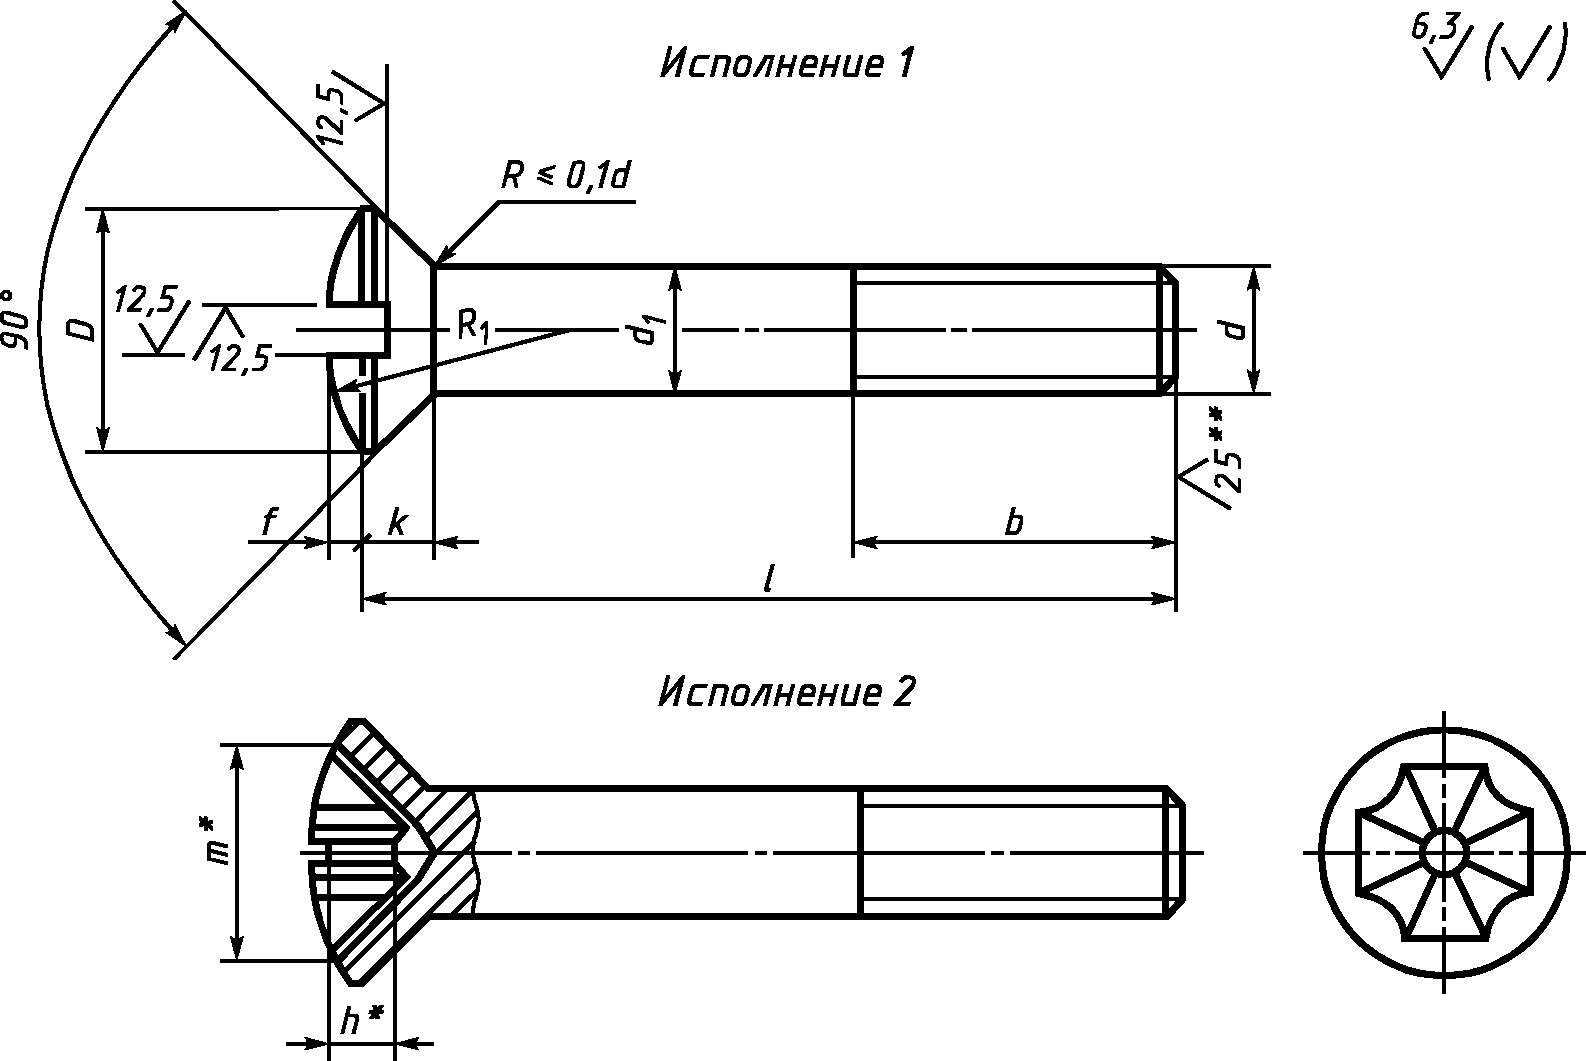 Исполнение 1
6,3 (√)
12,5
R ≤ 0,1d
90°
D
12,5
12,5
R1
d1
d
25**
f
k
b
l
Исполнение 2
m*
h*